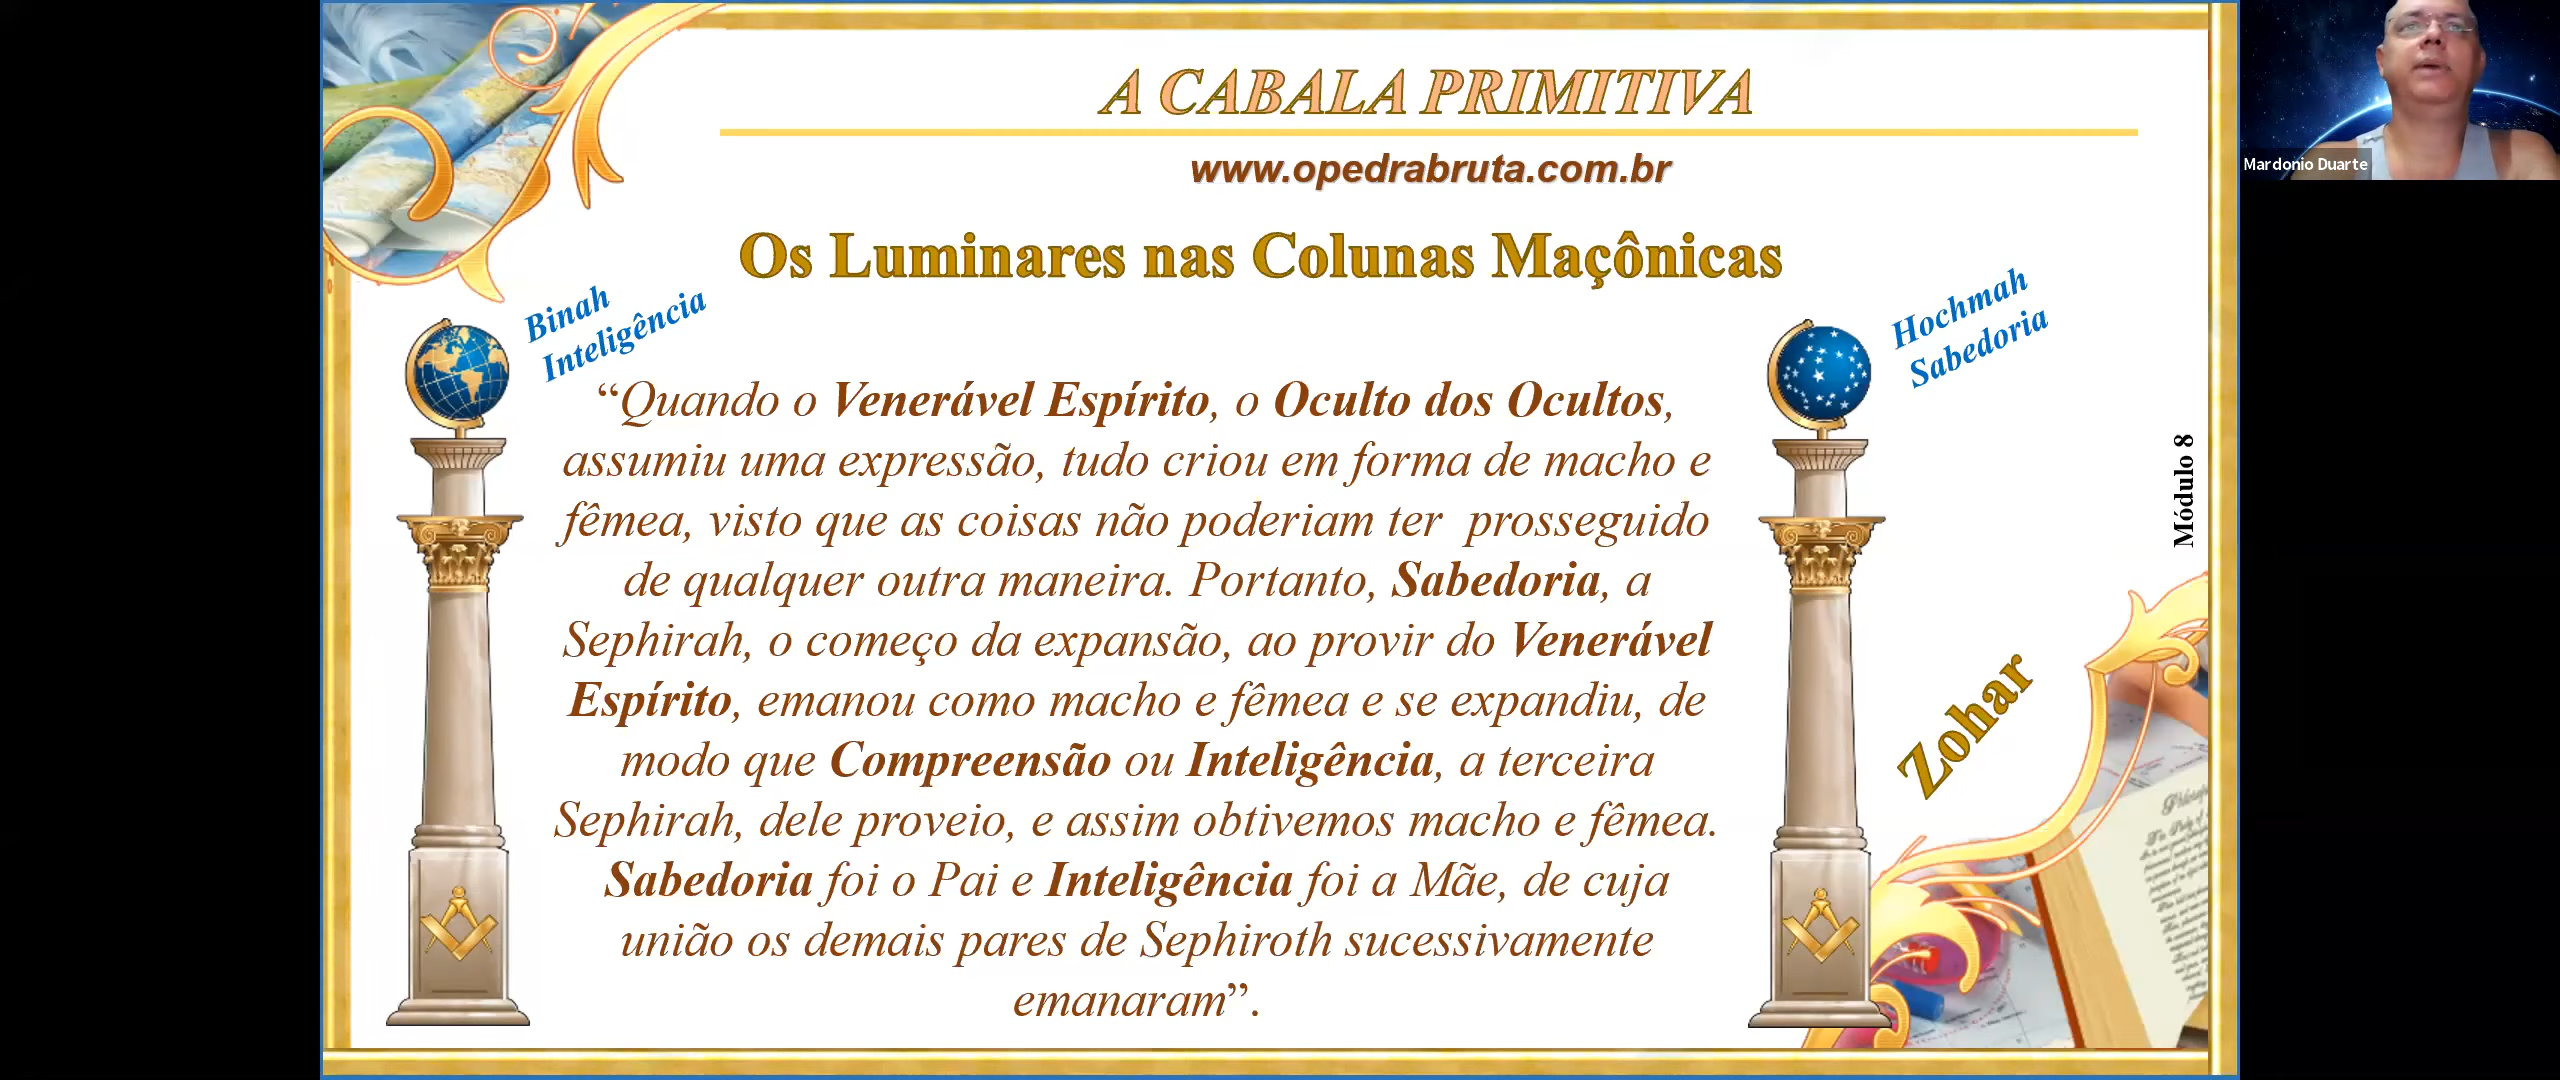 A CABALA PRIMITIVA
www.opedrabruta.com.br
Os Luminares nas Colunas Maçônicas
Binah
Inteligência
Hochmah
Sabedoria
“Quando o Venerável Espírito, o Oculto dos Ocultos,
assumiu uma expressão, tudo criou em forma de macho e
fêmea, visto que as coisas não poderiam ter prosseguido
de qualquer outra maneira. Portanto, Sabedoria, a
Sephirah, o começo da expansão, ao provir do Venerável
Espírito, emanou como macho e fêmea e se expandiu, de
modo que Compreensão ou Inteligência, a terceira
Sephirah, dele proveio, e assim obtivemos macho e fêmea.
Sabedoria foi o Pai e Inteligência foi a Mãe, de cuja
união os demais pares de Sephiroth sucessivamente
emanaram”.
Zohar
Módulo 8
Mardonio Duarte